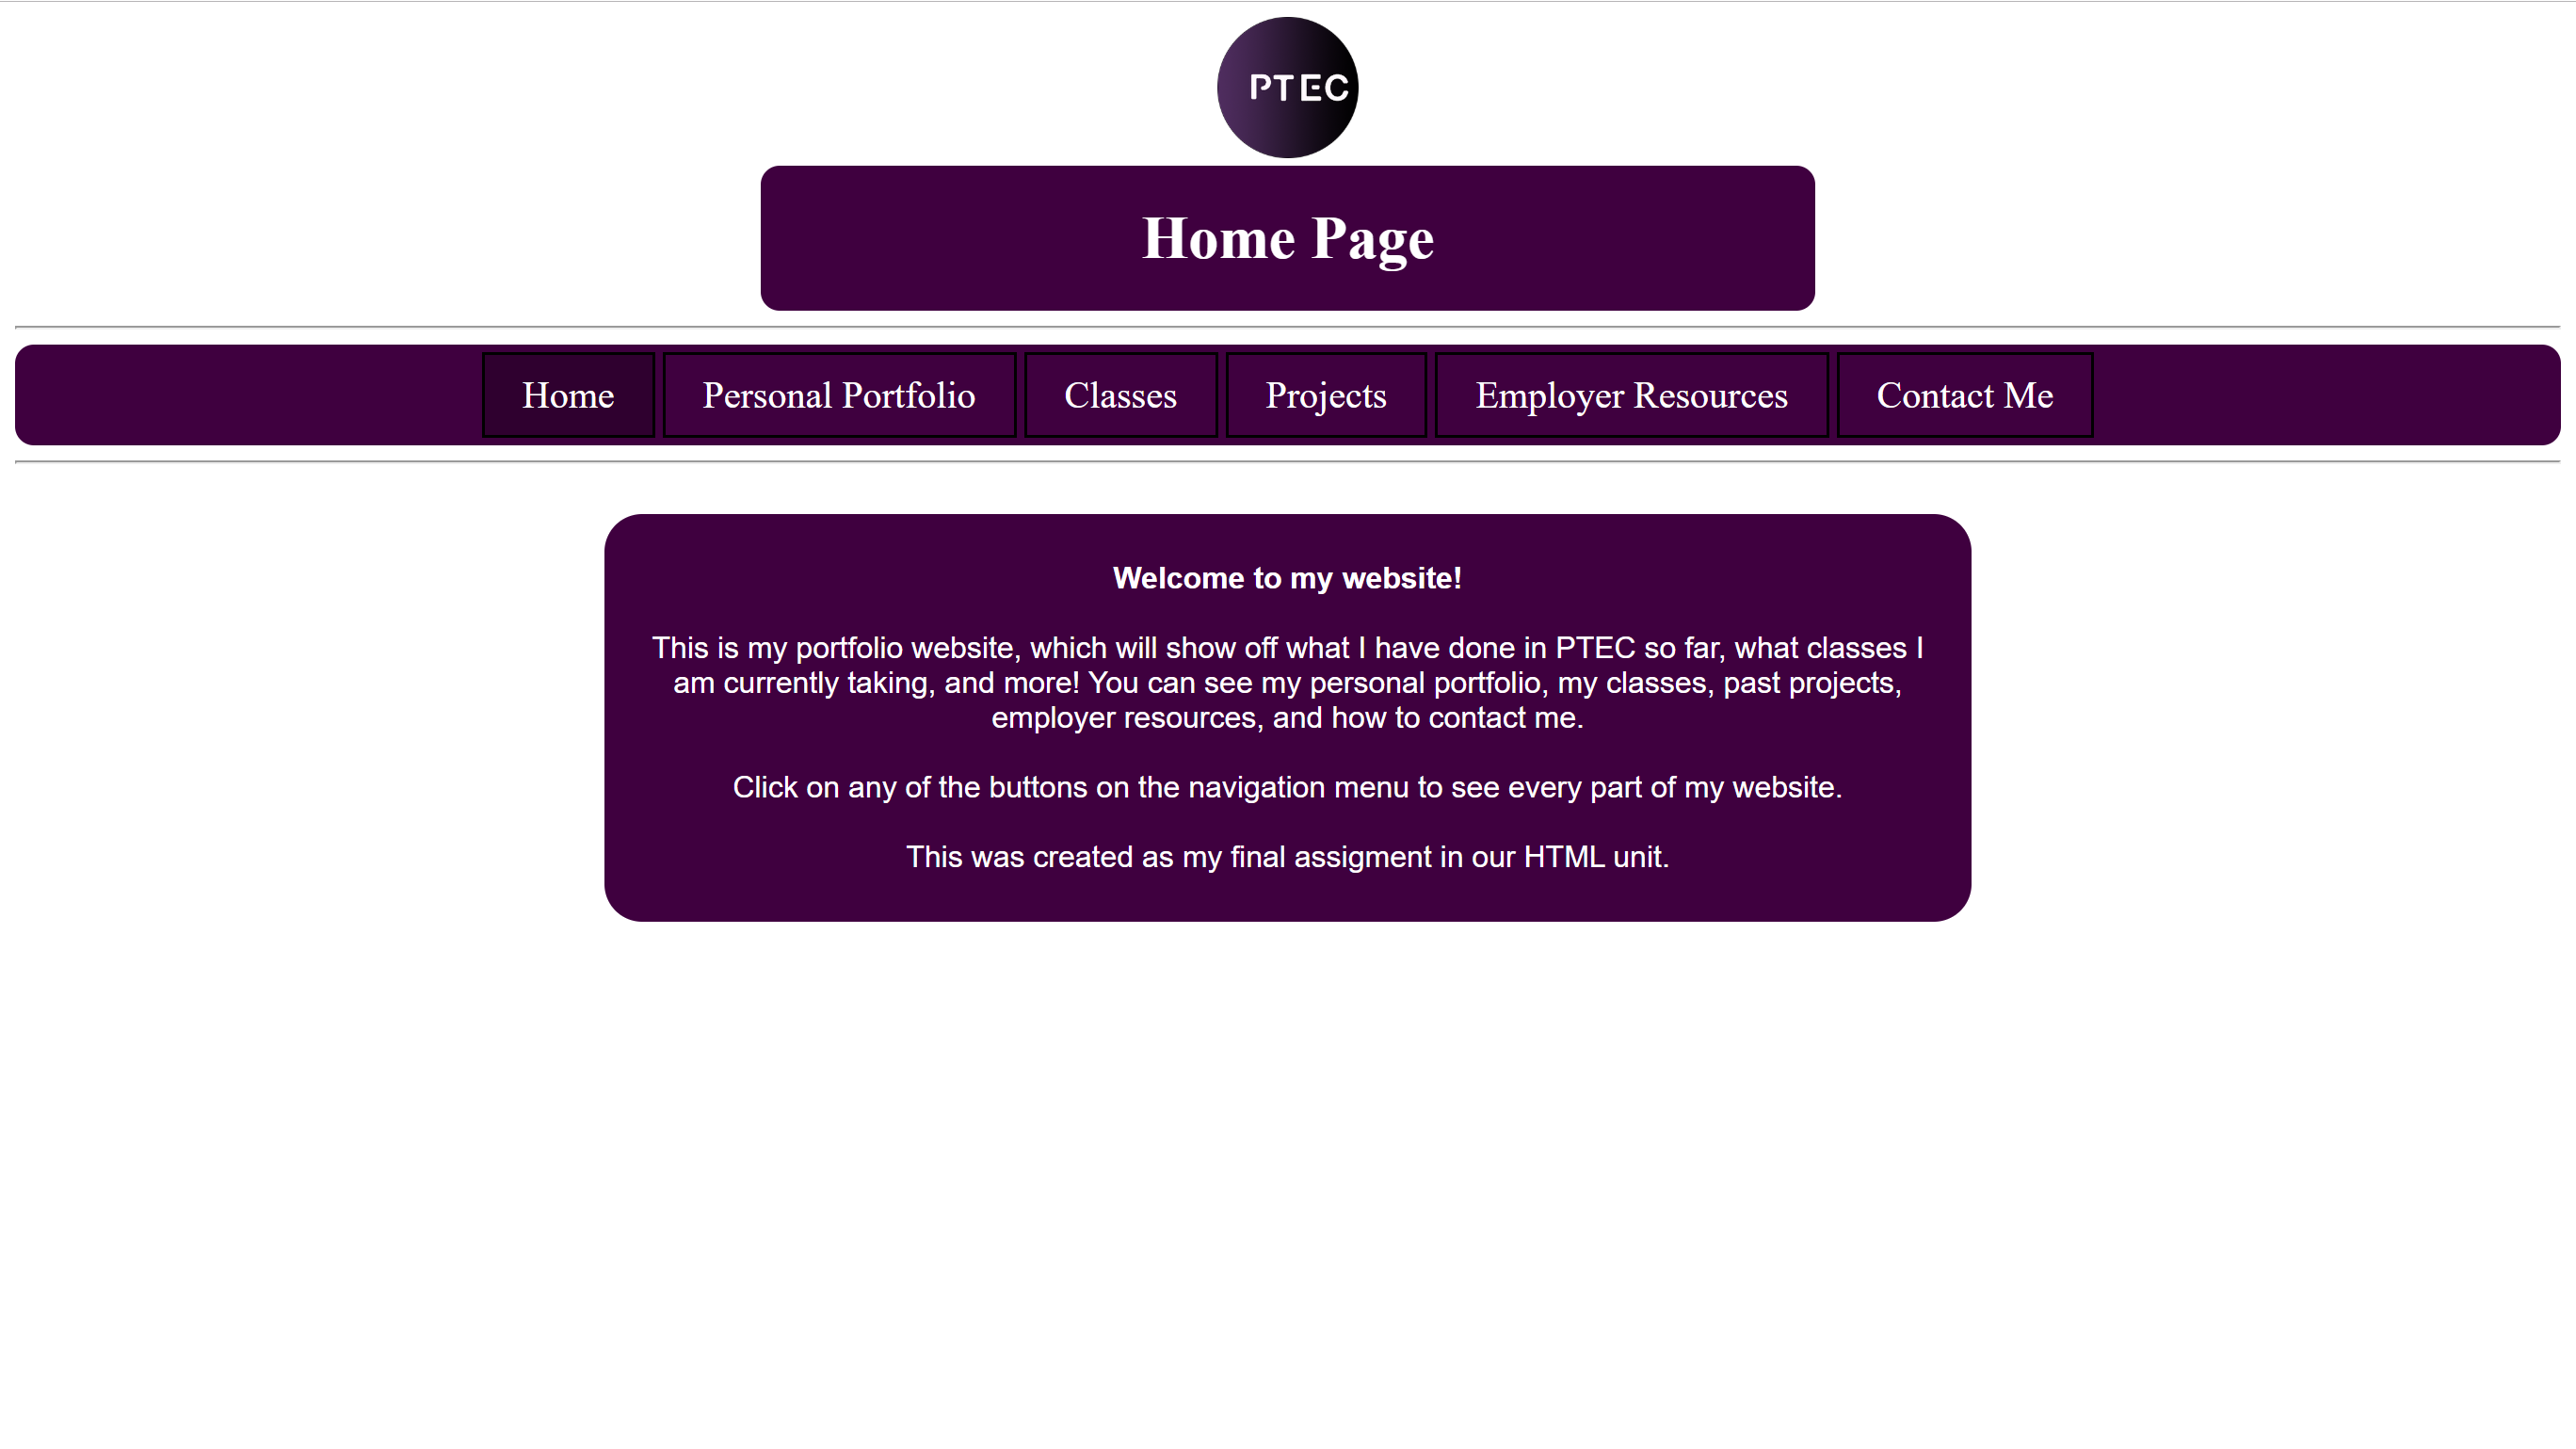 PTEC
Home Page
Home Personal Portfolio Classes Projects Employer Resources Contact Me
Welcome to my website!
This is my portfolio website, which will show off what I have done in PTEC so far, what classes I
am currently taking, and more! You can see my personal portfolio, my classes, past projects,
employer resources, and how to contact me.
Click on any of the buttons on the navigation menu to see every part of my website.
This was created as my final assigment in our HTML unit.